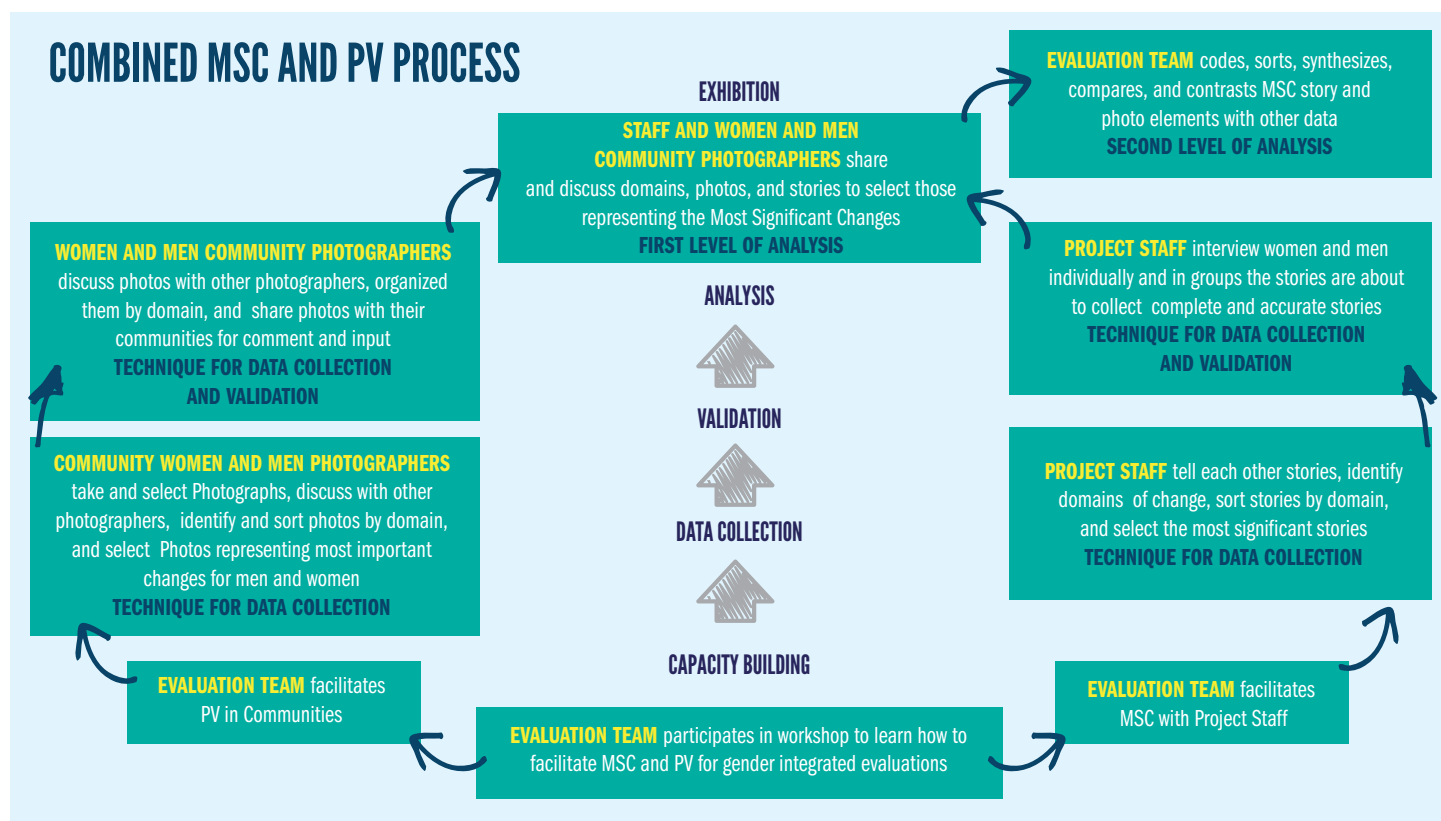 COMBINED MSC AND PV PROCESS
EXHIBITION
STAFF AND WOMEN AND MEN
COMMUNITY PHOTOGRAPHERS share
and discuss domains, photos, and stories to select those
representing the Most Significant Changes
FIRST LEVEL OF ANALYSIS
EVALUATION TEAM codes, sorts, synthesizes,
compares, and contrasts MSC story and
photo elements with other data
SECOND LEVEL OF ANALYSIS
WOMEN AND MEN COMMUNITY PHOTOGRAPHERS
discuss photos with other photographers, organized
them by domain, and share photos with their
communities for comment and input
TECHNIQUE FOR DATA COLLECTION
AND VALIDATION
ANALYSIS
PROJECT STAFF interview women and men
individually and in groups the stories are about
to collect complete and accurate stories
TECHNIQUE FOR DATA COLLECTION
AND VALIDATION
VALIDATION
COMMUNITY WOMEN AND MEN PHOTOGRAPHERS
take and select Photographs, discuss with other
photographers, identify and sort photos by domain,
and select Photos representing most important
changes for men and women
TECHNIQUE FOR DATA COLLECTION
DATA COLLECTION
PROJECT STAFF tell each other stories, identify
domains of change, sort stories by domain,
and select the most significant stories
TECHNIQUE FOR DATA COLLECTION
CAPACITY BUILDING
EVALUATION TEAM facilitates
PV in Communities
EVALUATION TEAM participates in workshop to learn how to
facilitate MSC and PV for gender integrated evaluations
EVALUATION TEAM facilitates
MSC with Project Staff